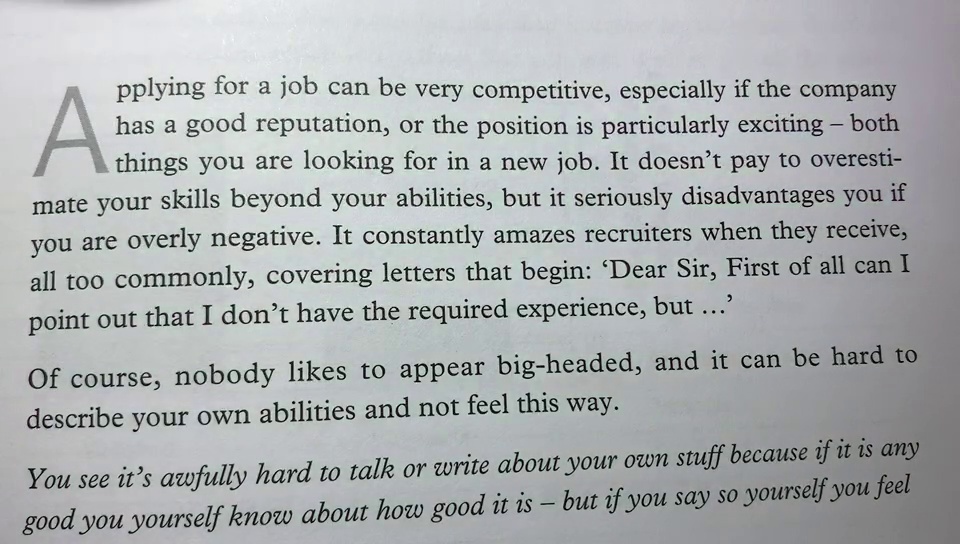 Applying for a job can be very competitive, especially if the company
has a good reputation, or the position is particularly exciting – both
things you are looking for in a new job. It doesn't pay to overesti-
mate your skills beyond your abilities, but it seriously disadvantages you if
you are overly negative. It constantly amazes recruiters when they receive,
all too commonly, covering letters that begin: ‘Dear Sir, First of all can I
point out that I don't have the required experience, but …’
Of course, nobody likes to appear big-headed, and it can be hard to
describe your own abilities and not feel this way.
You see it's awfully hard to talk or write about your own stuff because if it is any
good you yourself know about how good it is – but if you say so yourself you feel